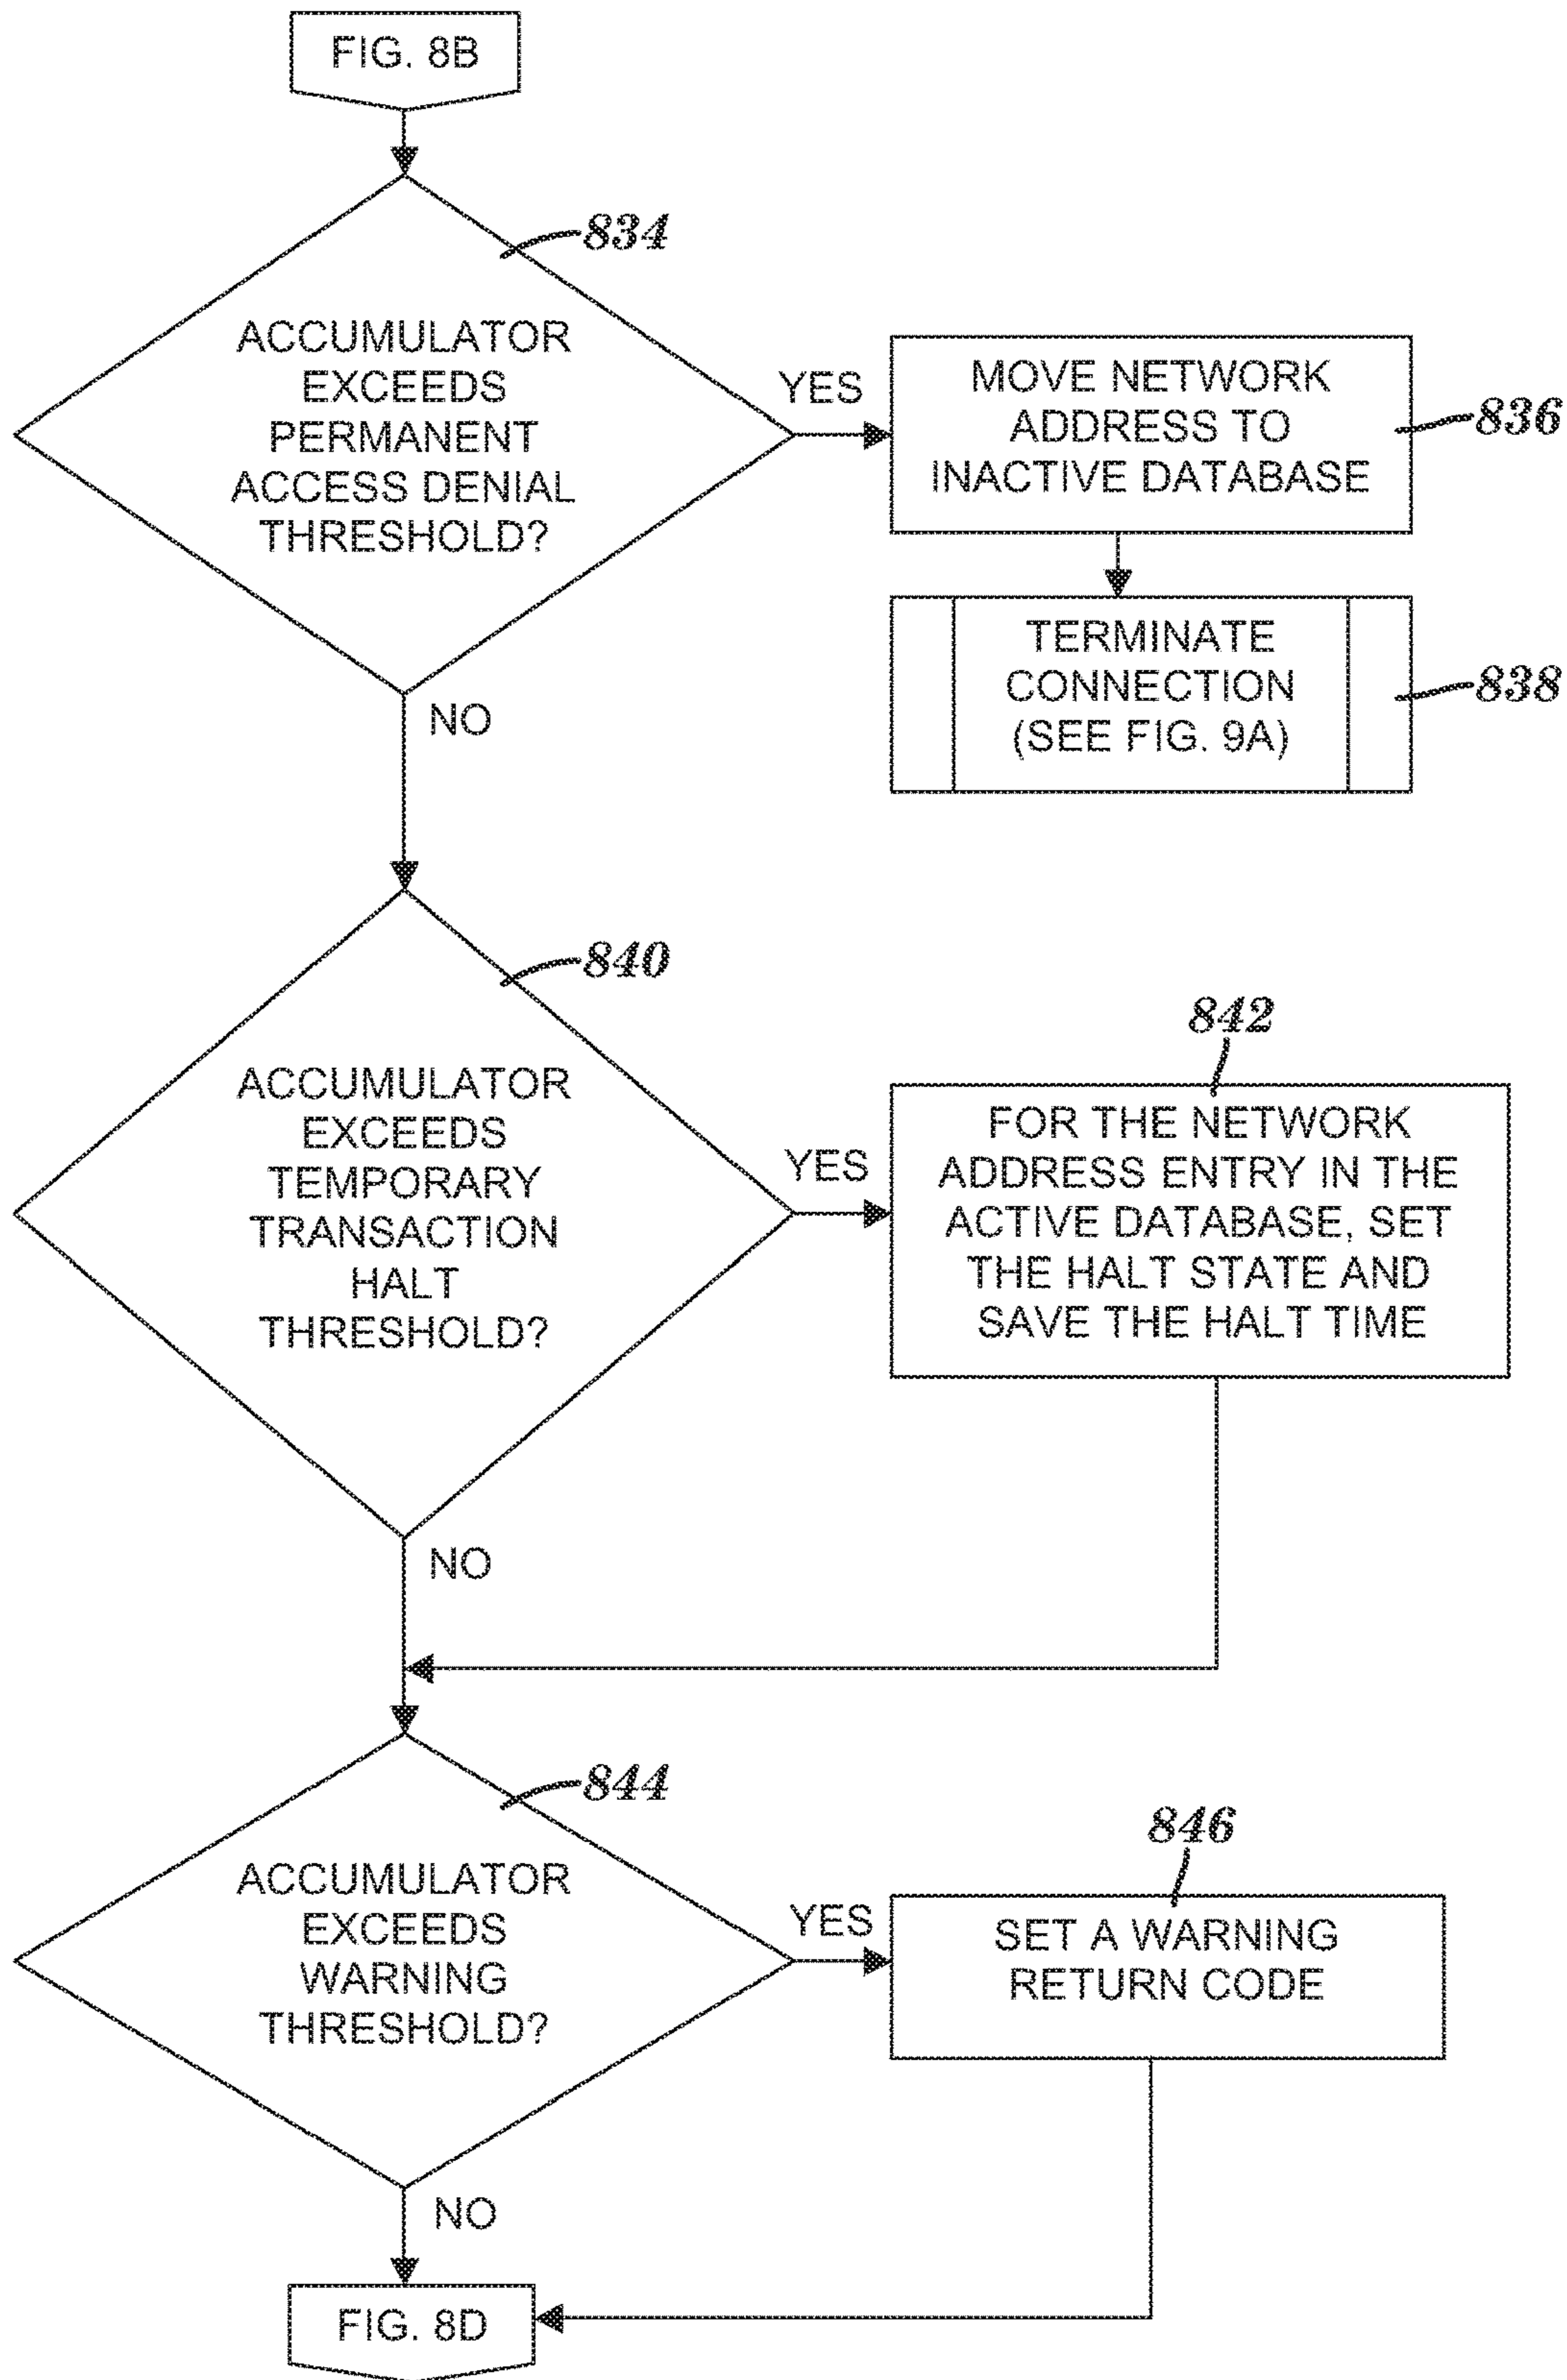 FIG. 8B
834
ACCUMULATOR
EXCEEDS
PERMANENT
ACCESS DENIAL
THRESHOLD?
YES
MOVE NETWORK
ADDRESS TO
INACTIVE DATABASE
836
TERMINATE
CONNECTION
(SEE FIG. 9A)
838
NO
840
ACCUMULATOR
EXCEEDS
TEMPORARY
TRANSACTION
HALT
THRESHOLD?
YES
842
FOR THE NETWORK
ADDRESS ENTRY IN THE
ACTIVE DATABASE, SET
THE HALT STATE AND
SAVE THE HALT TIME
NO
844
ACCUMULATOR
EXCEEDS
WARNING
THRESHOLD?
YES
846
SET A WARNING
RETURN CODE
NO
FIG. 8D